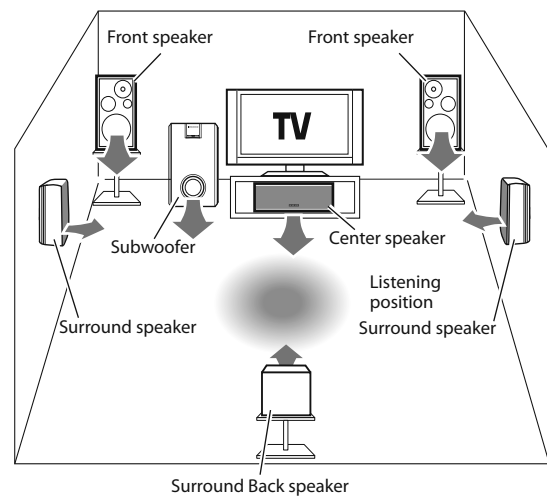 Front speaker
Front speaker
TV
Subwoofer
Center speaker
Listening
position
Surround speaker
Surround speaker
Surround Back speaker